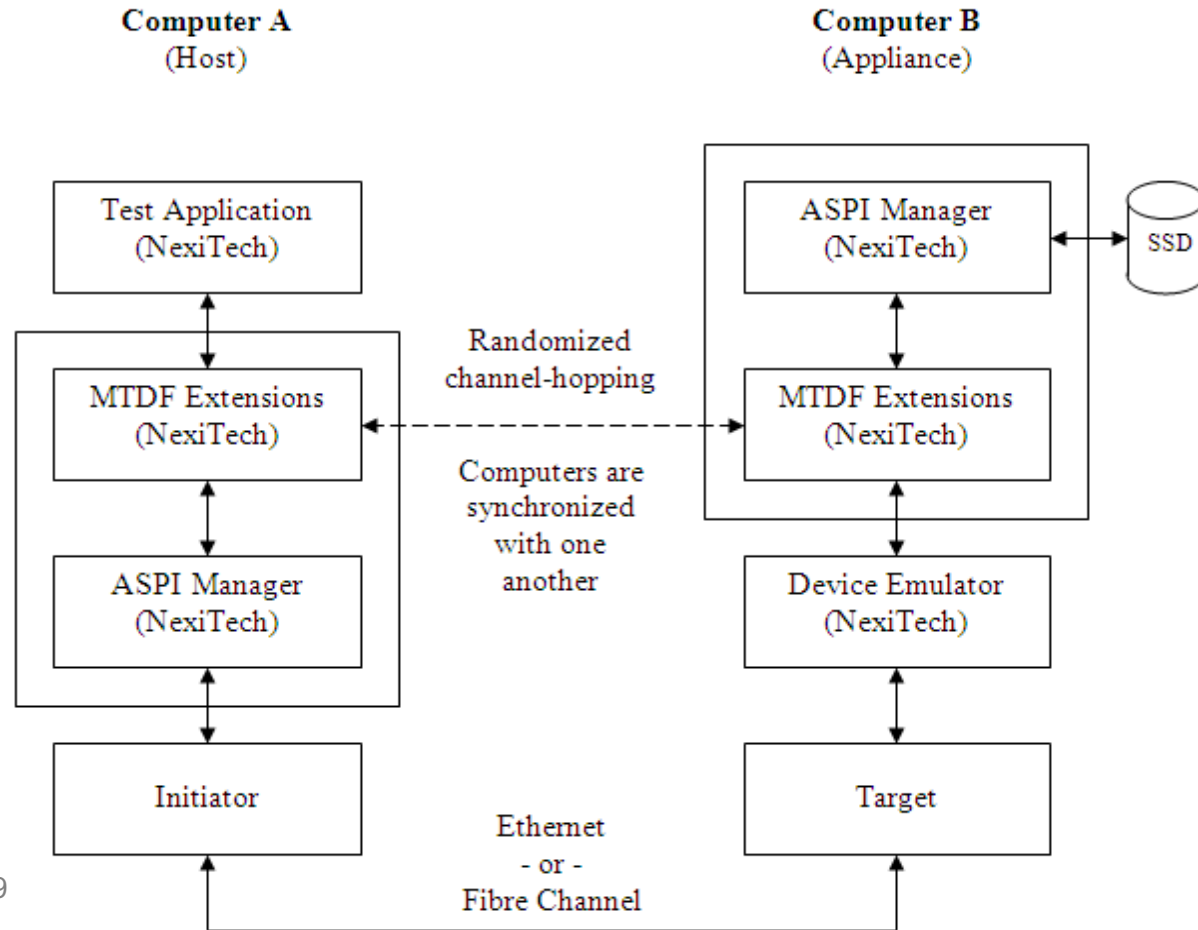 Computer A
(Host)
Computer B
(Appliance)
Test Application
(NexiTech)
ASPI Manager
(NexiTech)
SSD
Randomized
channel-hopping
MTDF Extensions
(NexiTech)
MTDF Extensions
(NexiTech)
Computers are
synchronized
with one
another
ASPI Manager
(NexiTech)
Device Emulator
(NexiTech)
Initiator
Target
Ethernet
- or -
Fibre Channel
9